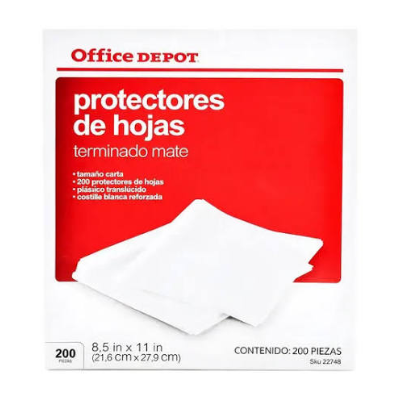 Office DEPOT
protectores
de hojas
terminado mate
• tamaño carta
• 200 protectores de hojas
• plástico translúcido
• costilla blanca reforzada
200
PIEZAS
8,5 in x 11 in
(21,6 cm x 27,9 cm)
CONTENIDO: 200 PIEZAS
Sku 22748